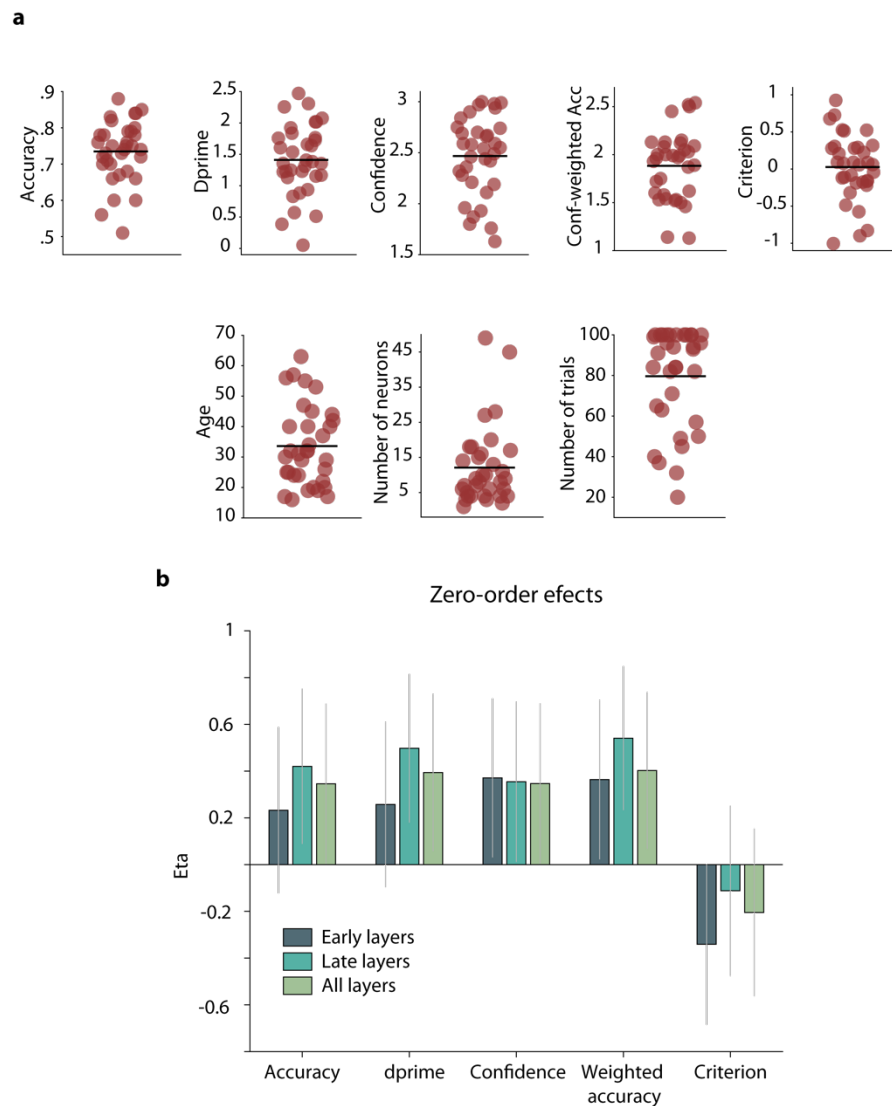 a
Accuracy
.9
.8
.7
.6
.5
Dprime
2.5
2
1.5
1
0.5
0
Confidence
3
2.5
2
1.5
Conf-weighted Acc
2.5
2
1.5
1
Criterion
1
0.5
0
-0.5
-1
Age
70
60
50
40
30
20
10
Number of neurons
45
35
25
15
5
Number of trials
100
80
60
40
20
b
Zero-order efects
Eta
1
0.6
0.2
-0.2
-0.6
Early layers
Late layers
All layers
Accuracy
dprime
Confidence
Weighted
accuracy
Criterion